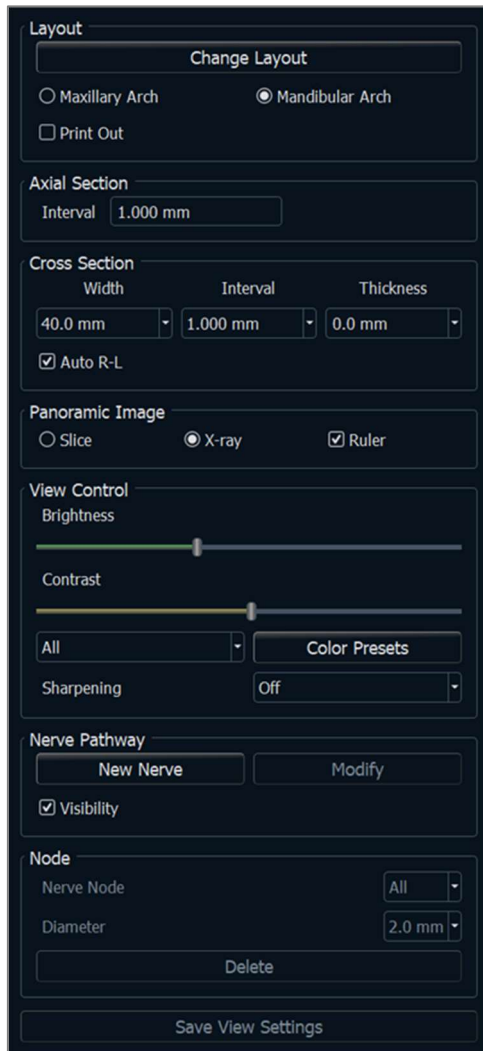 Layout
Change Layout
Maxillary Arch Mandibular Arch
Print Out
Axial Section
Interval 1.000 mm
Cross Section
Width Interval Thickness
40.0 mm 1.000 mm 0.0 mm
Auto R-L
Panoramic Image
Slice X-ray Ruler
View Control
Brightness
Contrast
All Color Presets
Sharpening Off
Nerve Pathway
New Nerve Modify
Visibility
Node
Nerve Node All
Diameter 2.0 mm
Delete
Save View Settings